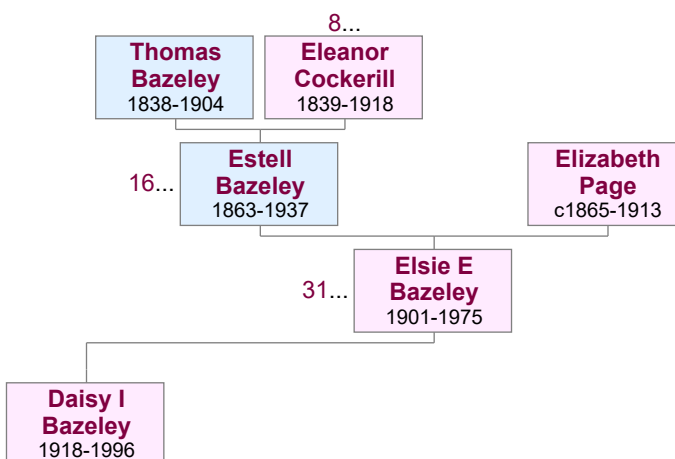 8...
Thomas
Bazeley
1838-1904
Eleanor
Cockerill
1839-1918
16...
Estell
Bazeley
1863-1937
Elizabeth
Page
c1865-1913
31...
Elsie E
Bazeley
1901-1975
Daisy I
Bazeley
1918-1996